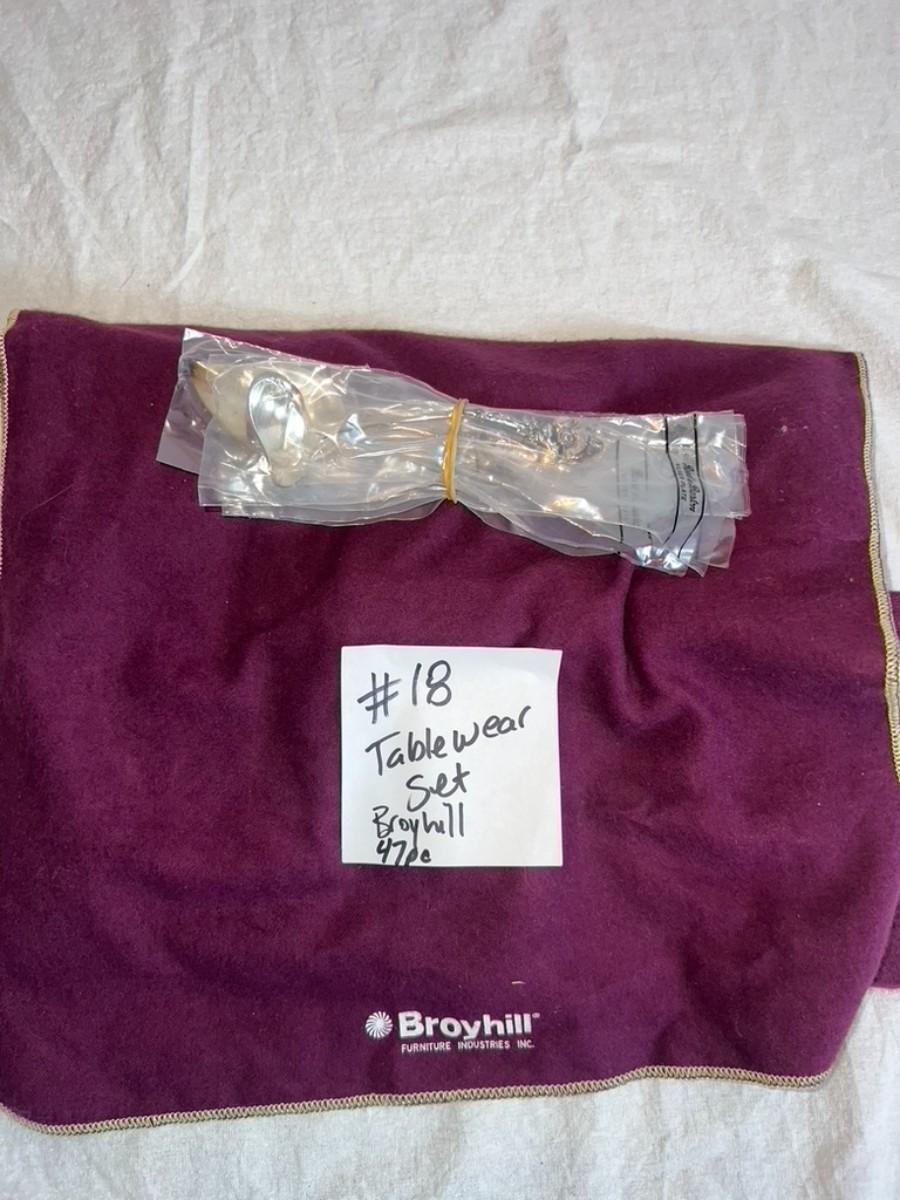 #18
Tablewear
Set
Broyhill
47pc
Broyhill
FURNITURE INDUSTRIES INC.